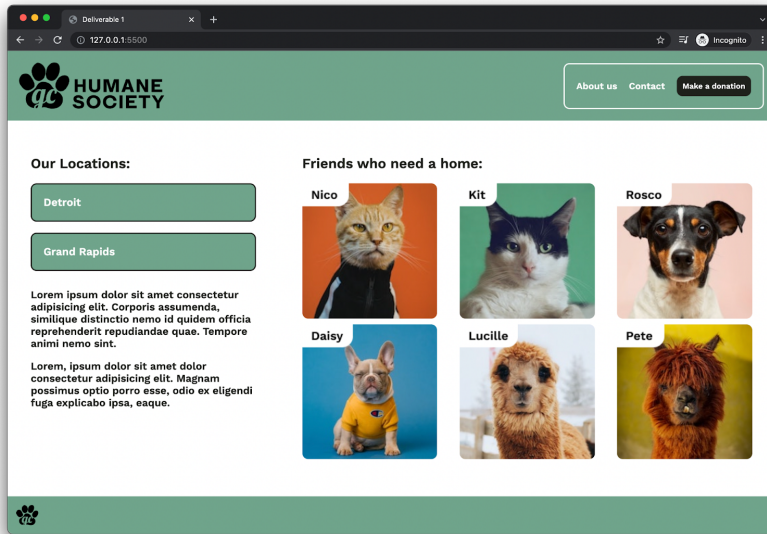 Deliverable 1
127.0.0.1:5500
Incognito
gc HUMANE
SOCIETY
About us
Contact
Make a donation
Our Locations:
Detroit
Grand Rapids
Lorem ipsum dolor sit amet consectetur
adipisicing elit. Corporis assumenda,
similique distinctio nemo id quidem officia
reprehenderit repudiandae quae. Tempore
animi nemo sint.
Lorem, ipsum dolor sit amet dolor
consectetur adipisicing elit. Magnam
possimus optio porro esse, odio ex eligendi
fuga explicabo ipsa, eaque.
Friends who need a home:
Nico
Kit
Rosco
Daisy
Lucille
Pete
gc